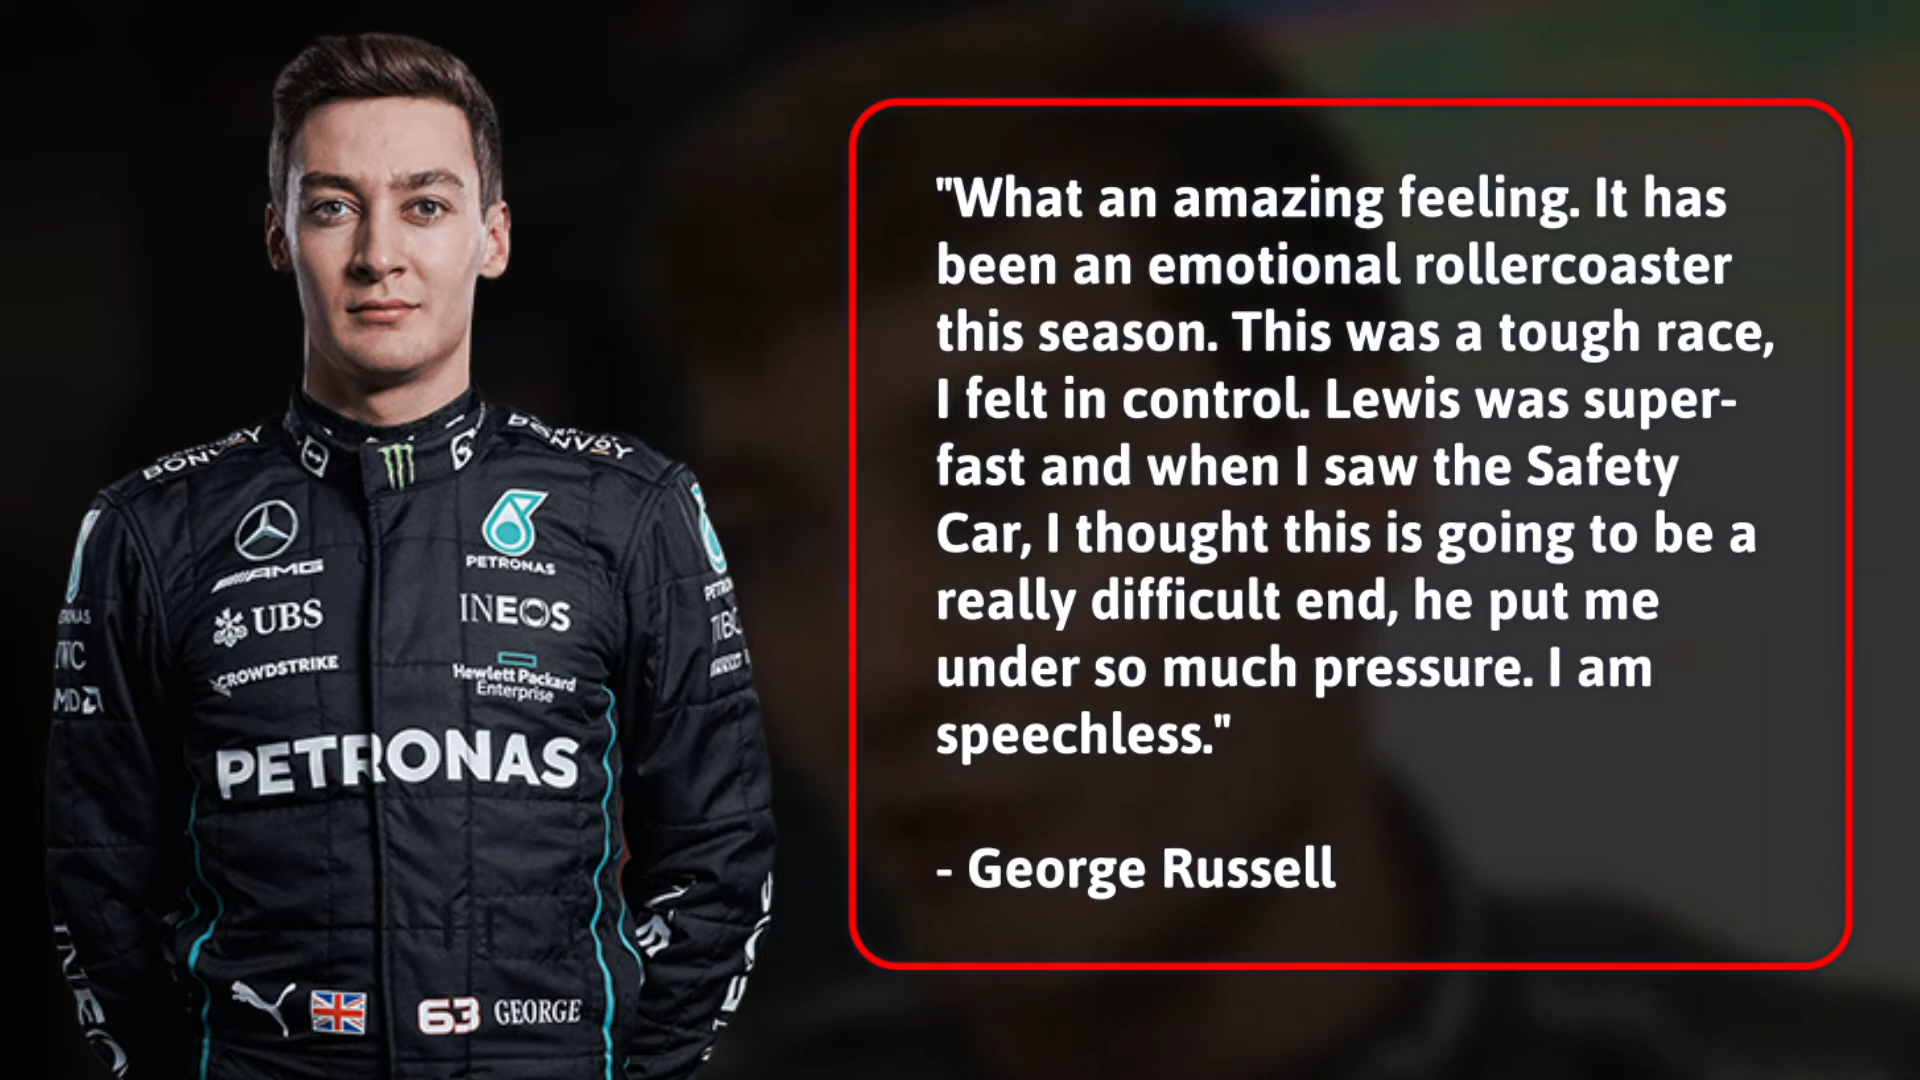 "What an amazing feeling. It has
been an emotional rollercoaster
this season. This was a tough race,
I felt in control. Lewis was super-
fast and when I saw the Safety
Car, I thought this is going to be a
really difficult end, he put me
under so much pressure. I am
speechless."
- George Russell
BONVOY
AMG
PETRONAS
UBS
INEOS
CROWDSTRIKE
Hewlett Packard
Enterprise
AMD
PETRONAS
63 GEORGE